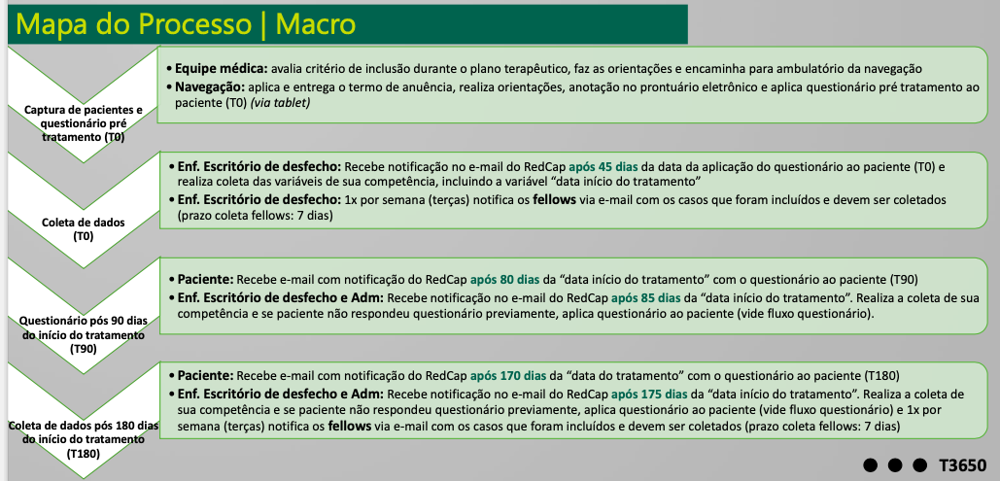 Mapa do Processo | Macro
• Equipe médica: avalia critério de inclusão durante o plano terapêutico, faz as orientações e encaminha para ambulatório da navegação
• Navegação: aplica e entrega o termo de anuência, realiza orientações, anotação no prontuário eletrônico e aplica questionário pré tratamento ao
paciente (T0) (via tablet)
Captura de pacientes e
questionário pré
tratamento (T0)
• Enf. Escritório de desfecho: Recebe notificação no e-mail do RedCap após 45 dias da data da aplicação do questionário ao paciente (T0) e
realiza coleta das variáveis de sua competência, incluindo a variável “data início do tratamento”
• Enf. Escritório de desfecho: 1x por semana (terças) notifica os fellows via e-mail com os casos que foram incluídos e devem ser coletados
(prazo coleta fellows: 7 dias)
Coleta de dados
(T0)
• Paciente: Recebe e-mail com notificação do RedCap após 80 dias da “data início do tratamento” com o questionário ao paciente (T90)
• Enf. Escritório de desfecho e Adm: Recebe notificação no e-mail do RedCap após 85 dias da “data início do tratamento”. Realiza a coleta de sua
competência e se paciente não respondeu questionário previamente, aplica questionário ao paciente (vide fluxo questionário).
Questionário pós 90 dias
do início do tratamento
(T90)
• Paciente: Recebe e-mail com notificação do RedCap após 170 dias da “data do tratamento” com o questionário ao paciente (T180)
• Enf. Escritório de desfecho e Adm: Recebe notificação no e-mail do RedCap após 175 dias da “data início do tratamento”. Realiza a coleta de
sua competência e se paciente não respondeu questionário previamente, aplica questionário ao paciente (vide fluxo questionário) e 1x por
semana (terças) notifica os fellows via e-mail com os casos que foram incluídos e devem ser coletados (prazo coleta fellows: 7 dias)
Coleta de dados pós 180 dias
do início do tratamento
(T180)
T3650